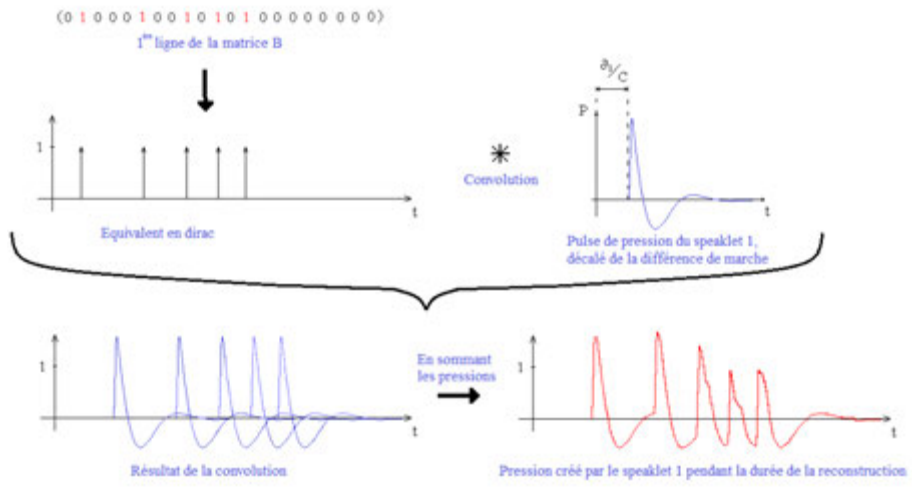 (0 1 0 0 0 1 0 0 1 0 1 0 1 0 0 0 0 0 0 0 0 0)
1ère ligne de la matrice B
∂₁/C
P
1
*
Convolution
t
t
Equivalent en dirac
Pulse de pression du speaklet 1,
décalé de la différence de marche
1
En sommant
les pressions
1
t
t
Résultat de la convolution
Pression créé par le speaklet 1 pendant la durée de la reconstruction